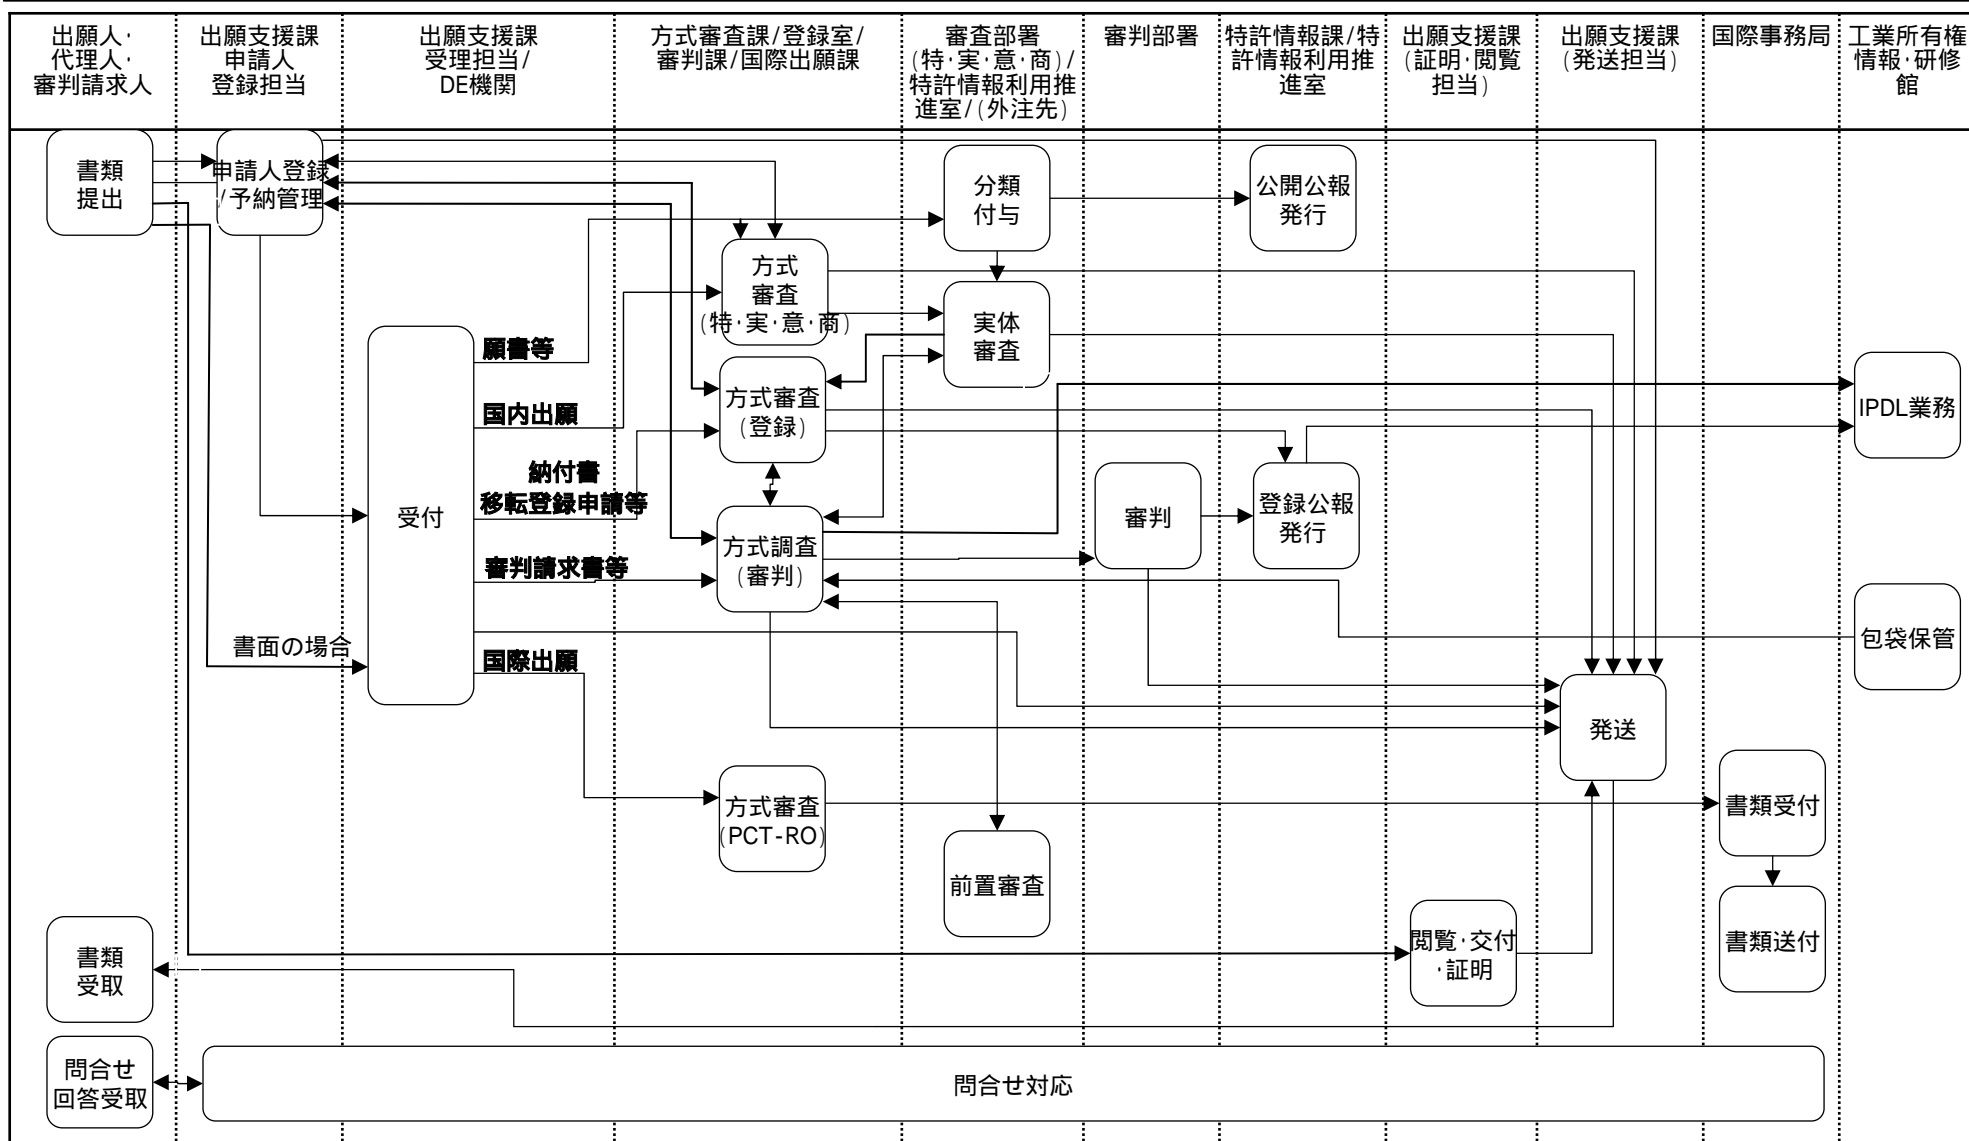 出願人・
代理人・
審判請求人
出願支援課
申請人
登録担当
出願支援課
受理担当/
DE機関
方式審査課/登録室/
審判課/国際出願課
審査部署
(特・実・意・商)/
特許情報利用推
進室/(外注先)
審判部署
特許情報課/特
許情報利用推
進室
出願支援課
(証明・閲覧
担当)
出願支援課
(発送担当)
国際事務局
工業所有権
情報・研修
館
書類
提出
申請人登録
/予納管理
分類
付与
公開公報
発行
方式
審査
(特・実・意・商)
実体
審査
願書等
方式審査
(登録)
国内出願
IPDL業務
納付書
移転登録申請等
受付
審判
登録公報
発行
方式調査
(審判)
審判請求書等
書面の場合
国際出願
包袋保管
発送
方式審査
(PCT-RO)
書類受付
前置審査
書類
受取
閲覧・交付
・証明
書類送付
問合せ
回答受取
問合せ対応